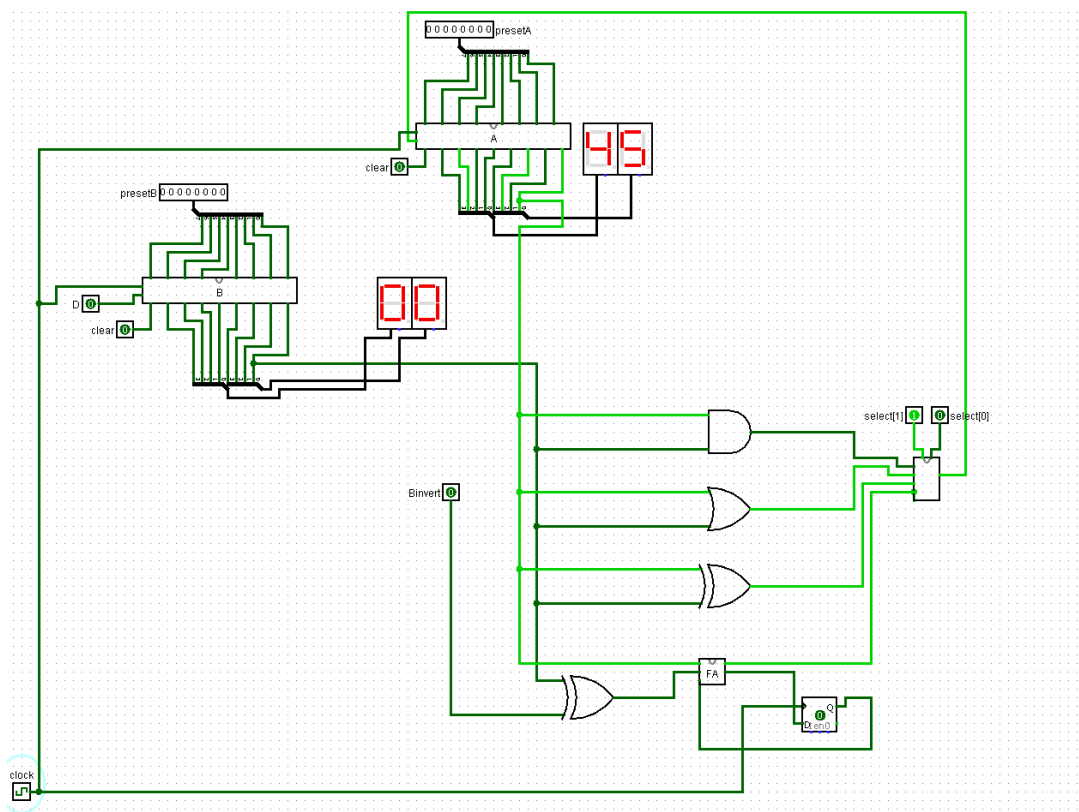 00000000 presetA
A
clear 0
45
presetB 00000000
B
D 0
clear 0
00
select[1] 1 0 select[0]
Binvert 0
FA
Q
0
D
en0
clock